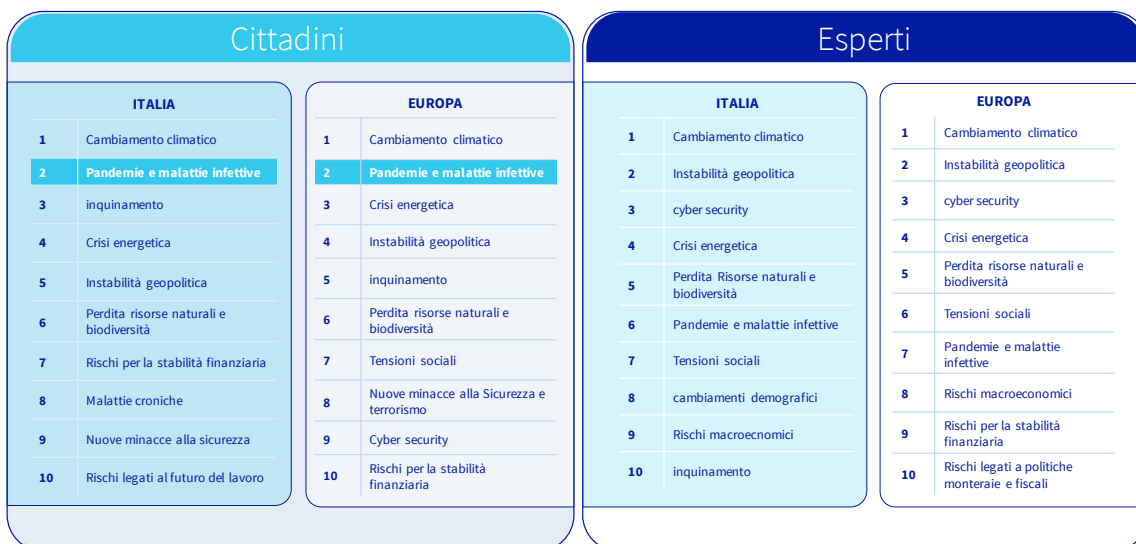 Cittadini
ITALIA
1 Cambiamento climatico
2 Pandemie e malattie infettive
3 inquinamento
4 Crisi energetica
5 Instabilità geopolitica
6 Perdita risorse naturali e
biodiversità
7 Rischi per la stabilità finanziaria
8 Malattie croniche
9 Nuove minacce alla sicurezza
10 Rischi legati al futuro del lavoro
EUROPA
1 Cambiamento climatico
2 Pandemie e malattie infettive
3 Crisi energetica
4 Instabilità geopolitica
5 inquinamento
6 Perdita risorse naturali e
biodiversità
7 Tensioni sociali
8 Nuove minacce alla Sicurezza e
terrorismo
9 Cyber security
10 Rischi per la stabilità
finanziaria
Esperti
ITALIA
1 Cambiamento climatico
2 Instabilità geopolitica
3 cyber security
4 Crisi energetica
5 Perdita Risorse naturali e
biodiversità
6 Pandemie e malattie infettive
7 Tensioni sociali
8 cambiamenti demografici
9 Rischi macroecnomici
10 inquinamento
EUROPA
1 Cambiamento climatico
2 Instabilità geopolitica
3 cyber security
4 Crisi energetica
5 Perdita risorse naturali e
biodiversità
6 Tensioni sociali
7 Pandemie e malattie
infettive
8 Rischi macroeconomici
9 Rischi per la stabilità
finanziaria
10 Rischi legati a politiche
monteraie e fiscali